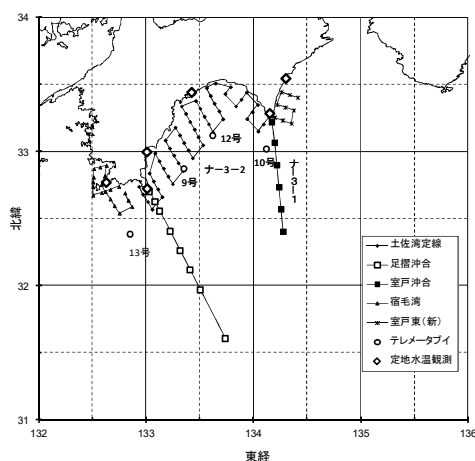 34
33
32
31
132
133
134
135
136
北緯
東経
12号
10号
9号
13号
ナー3-2
ナー3-1
土佐湾定線
足摺沖合
室戸沖合
宿毛湾
室戸東(新)
テレメータブイ
定地水温観測